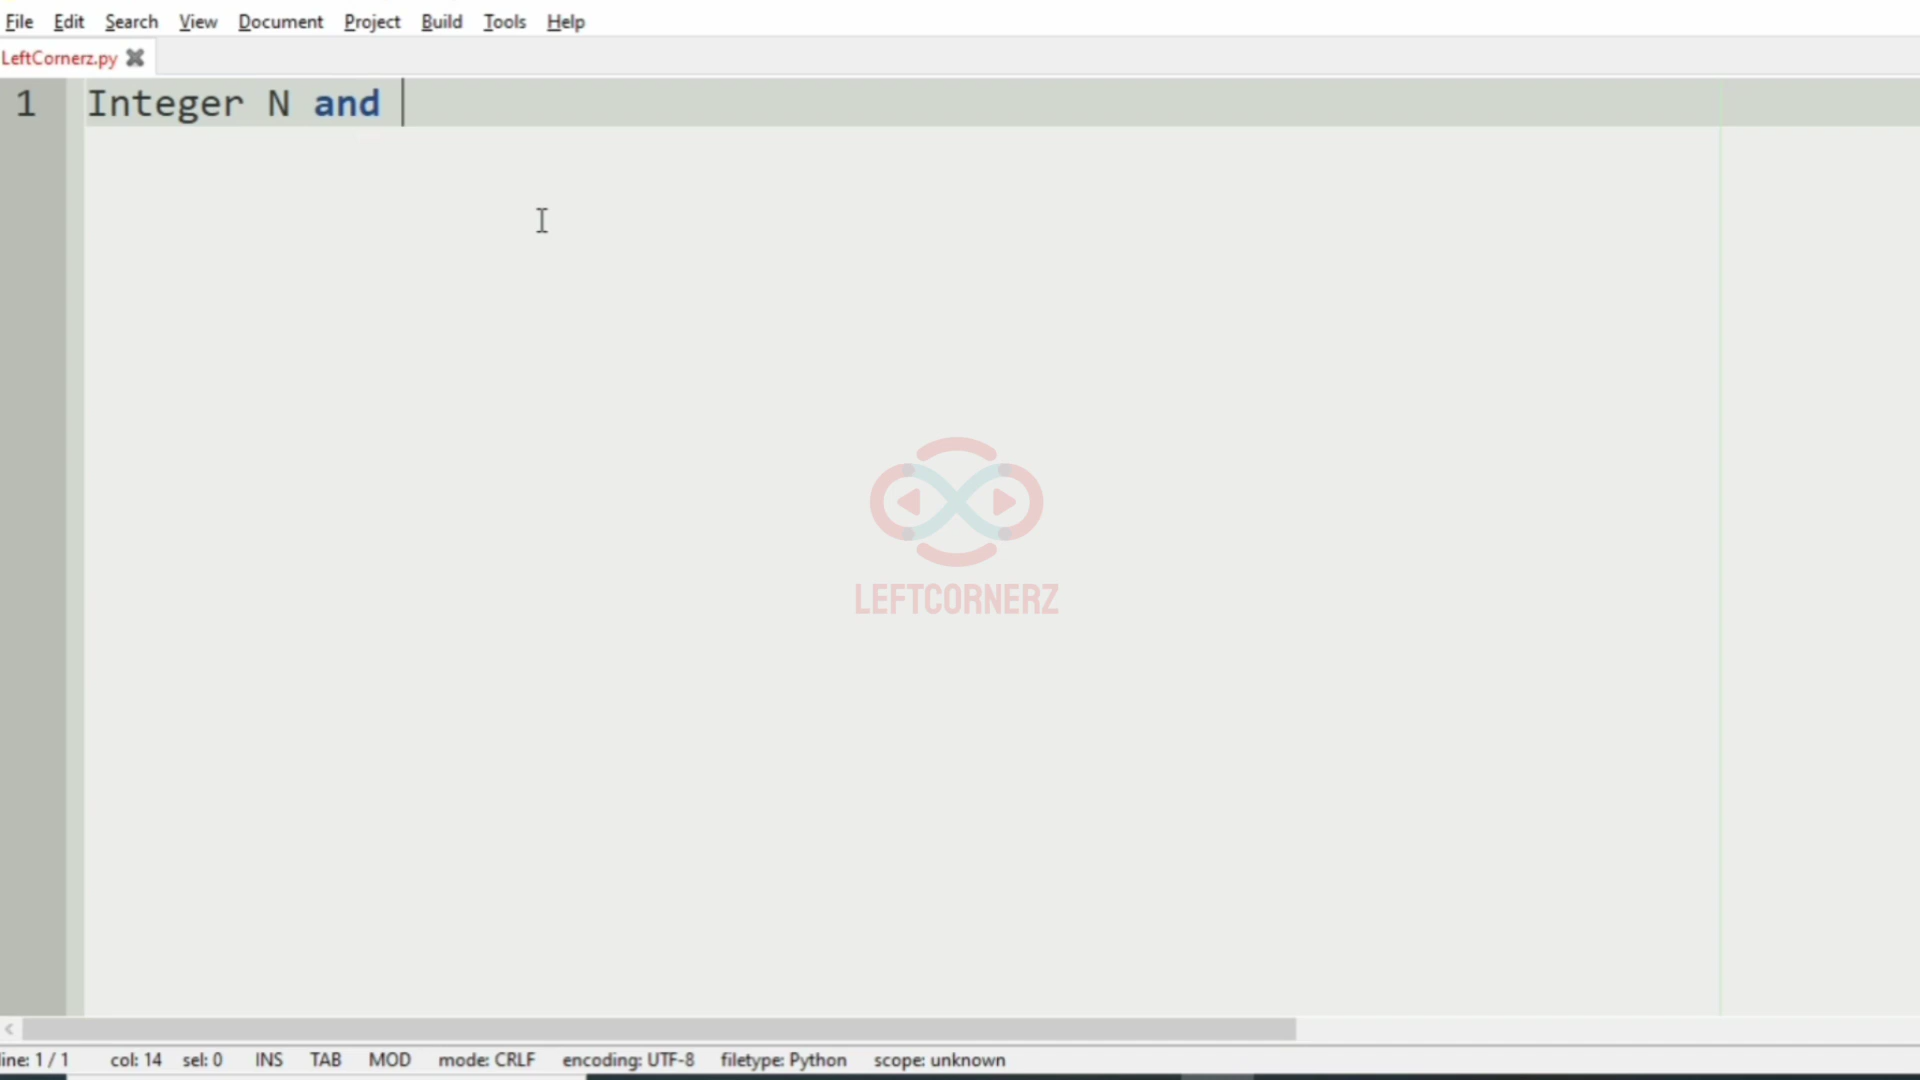 File Edit Search View Document Project Build Tools Help
LeftCornerz.py
1 Integer N and
LEFTCORNERZ
line: 1 / 1 col: 14 sel: 0 INS TAB MOD mode: CRLF encoding: UTF-8 filetype: Python scope: unknown